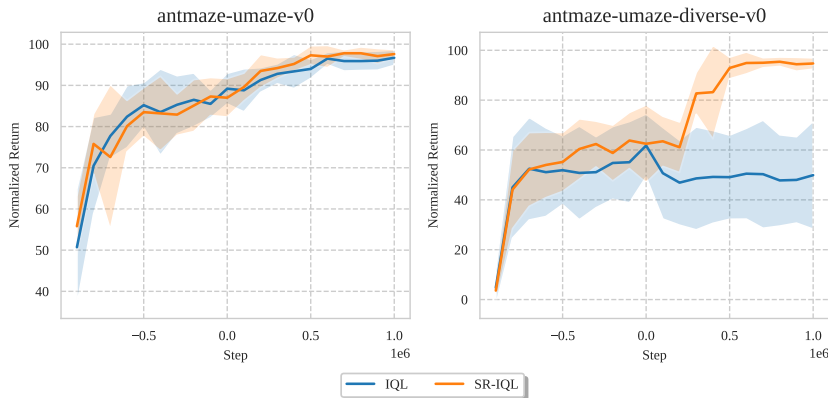 antmaze-umaze-v0
100
90
80
70
60
50
40
Normalized Return
−0.5
0.0
0.5
1.0
1e6
Step
antmaze-umaze-diverse-v0
100
80
60
40
20
0
Normalized Return
−0.5
0.0
0.5
1.0
1e6
Step
IQL
SR-IQL